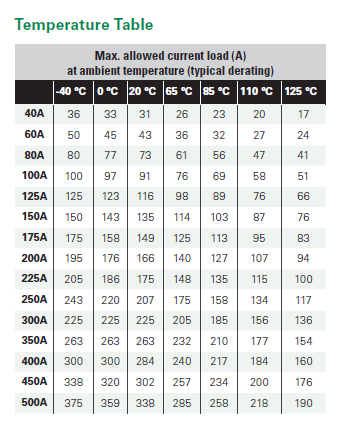 Temperature Table
Max. allowed current load (A)
at ambient temperature (typical derating)
-40 °C 0 °C 20 °C 65 °C 85 °C 110 °C 125 °C
40A 36 33 31 26 23 20 17
60A 50 45 43 36 32 27 24
80A 80 77 73 61 56 47 41
100A 100 97 91 76 69 58 51
125A 125 123 116 98 89 76 66
150A 150 143 135 114 103 87 76
175A 175 158 149 125 113 95 83
200A 195 176 166 140 127 107 94
225A 205 186 175 148 135 115 100
250A 243 220 207 175 158 134 117
300A 225 225 225 205 185 156 136
350A 263 263 263 232 210 177 154
400A 300 300 284 240 217 184 160
450A 338 320 302 257 234 200 176
500A 375 359 338 285 258 218 190